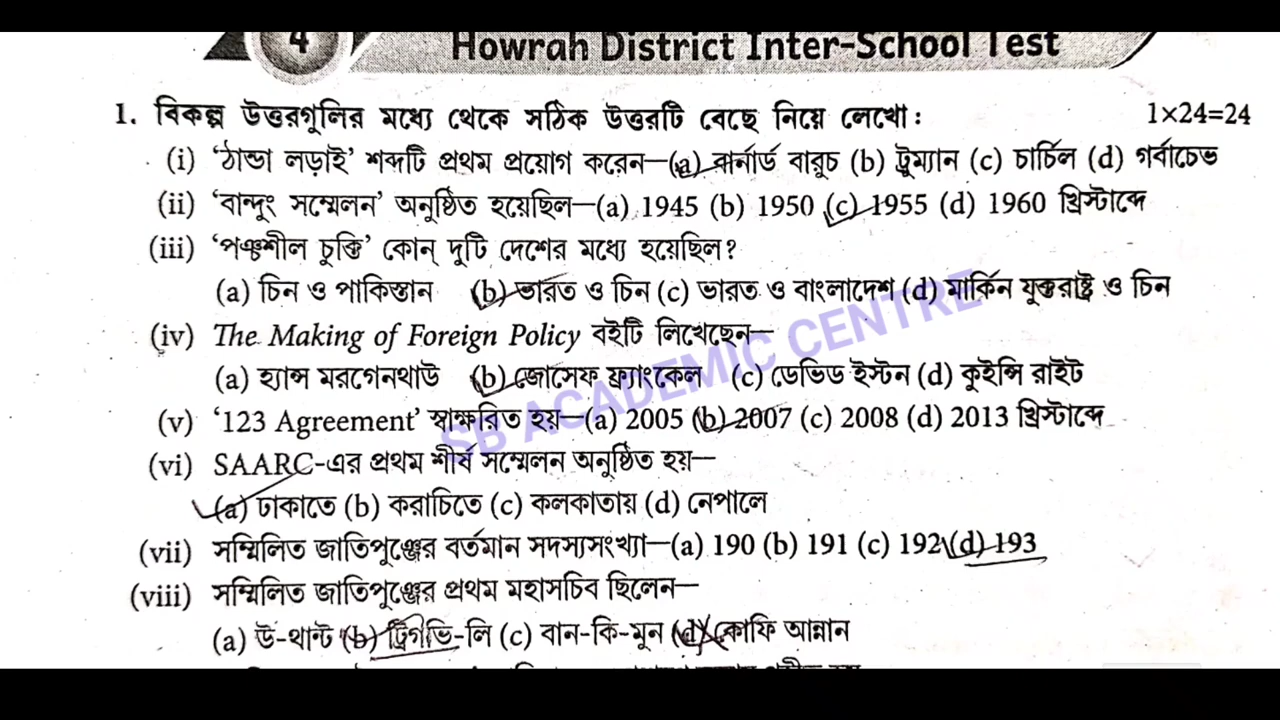 4
Howrah District Inter-School Test
1. বিকল্প উত্তরগুলির মধ্যে থেকে সঠিক উত্তরটি বেছে নিয়ে লেখো : 1×24=24
(i) ‘ঠান্ডা লড়াই’ শব্দটি প্রথম প্রয়োগ করেন—(a) বার্নার্ড বারুচ (b) ট্রুম্যান (c) চার্চিল (d) গর্বাচেভ
(ii) ‘বান্দুং সম্মেলন’ অনুষ্ঠিত হয়েছিল—(a) 1945 (b) 1950 (c) 1955 (d) 1960 খ্রিস্টাব্দে
(iii) ‘পঞ্চশীল চুক্তি’ কোন্ দুটি দেশের মধ্যে হয়েছিল?
(a) চিন ও পাকিস্তান (b) ভারত ও চিন (c) ভারত ও বাংলাদেশ (d) মার্কিন যুক্তরাষ্ট্র ও চিন
(iv) The Making of Foreign Policy বইটি লিখেছেন—
(a) হ্যান্স মরগেনথাউ (b) জোসেফ ফ্র্যাংকেল (c) ডেভিড ইস্টন (d) কুইন্সি রাইট
(v) ‘123 Agreement’ স্বাক্ষরিত হয়—(a) 2005 (b) 2007 (c) 2008 (d) 2013 খ্রিস্টাব্দে
(vi) SAARC-এর প্রথম শীর্ষ সম্মেলন অনুষ্ঠিত হয়—
(a) ঢাকাতে (b) করাচিতে (c) কলকাতায় (d) নেপালে
(vii) সম্মিলিত জাতিপুঞ্জের বর্তমান সদস্যসংখ্যা—(a) 190 (b) 191 (c) 192 (d) 193
(viii) সম্মিলিত জাতিপুঞ্জের প্রথম মহাসচিব ছিলেন—
(a) উ-থান্ট (b) ট্রিগভি-লি (c) বান-কি-মুন (d) কোফি আন্নান
SB ACADEMIC CENTRE